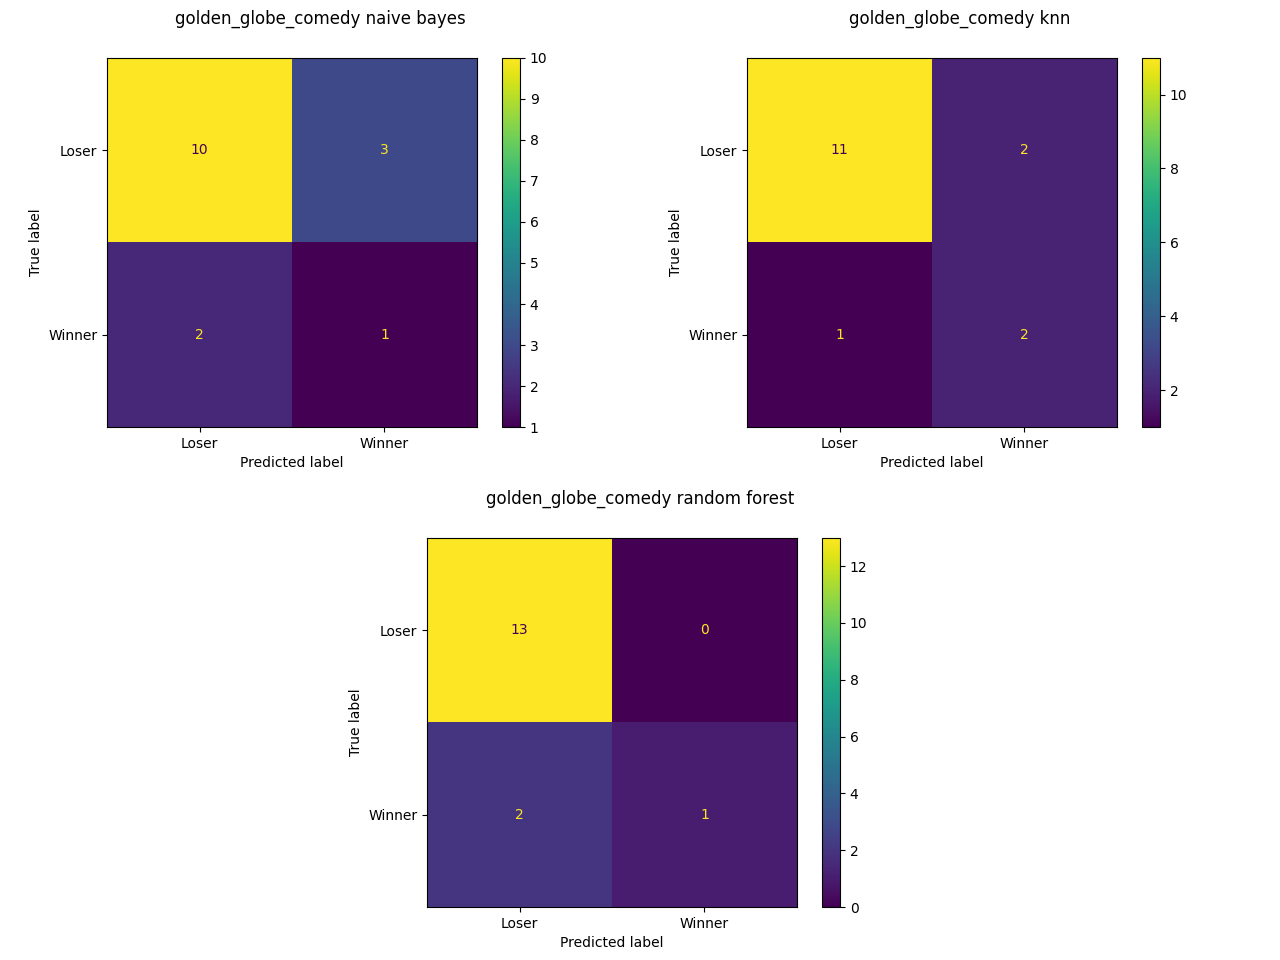 golden_globe_comedy naive bayes
10
3
2
1
Loser
Winner
Loser
Winner
True label
Predicted label
10
9
8
7
6
5
4
3
2
1
golden_globe_comedy knn
11
2
1
2
Loser
Winner
Loser
Winner
True label
Predicted label
10
8
6
4
2
golden_globe_comedy random forest
13
0
2
1
Loser
Winner
Loser
Winner
True label
Predicted label
12
10
8
6
4
2
0